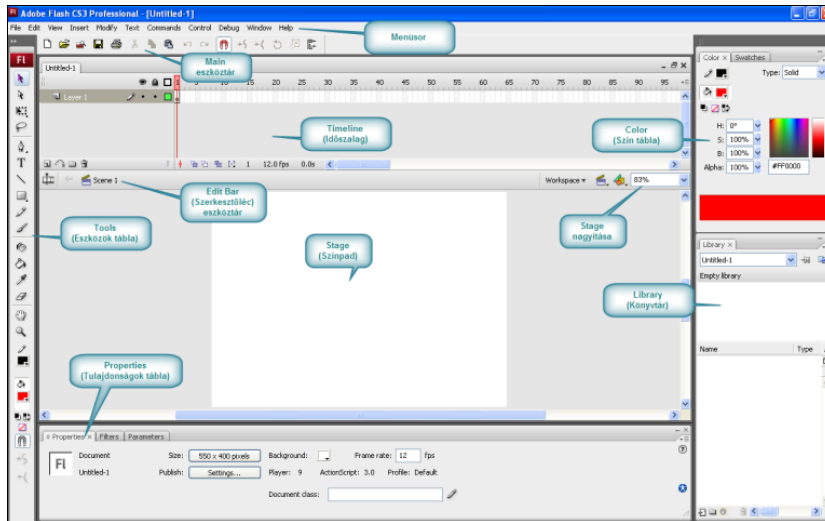 Adobe Flash CS3 Professional - [Untitled-1]
File Edit View Insert Modify Text Commands Control Debug Window Help
Menüsor
Main
eszköztár
Untitled-1
5 10 15 20 25 30 35 40 45 50 55 60 65 70 75 80 85 90 95
Layer 1
Timeline
(Időszalag)
1 12.0 fps 0.0s
Scene 1
Workspace
83%
Edit Bar
(Szerkesztőléc)
eszköztár
Tools
(Eszközök tábla)
Stage
(Színpad)
Stage
nagyítása
Color
(Szín tábla)
Library
(Könyvtár)
Properties
(Tulajdonságok tábla)
Color Swatches
Type: Solid
H: 0°
S: 100%
B: 100%
Alpha: 100% #FF0000
Library
Untitled-1
Empty library
Name Type
Properties Filters Parameters
Fl
Document
Untitled-1
Size: 550 x 400 pixels
Background:
Frame rate: 12 fps
Publish: Settings...
Player: 9 ActionScript: 3.0 Profile: Default
Document class: